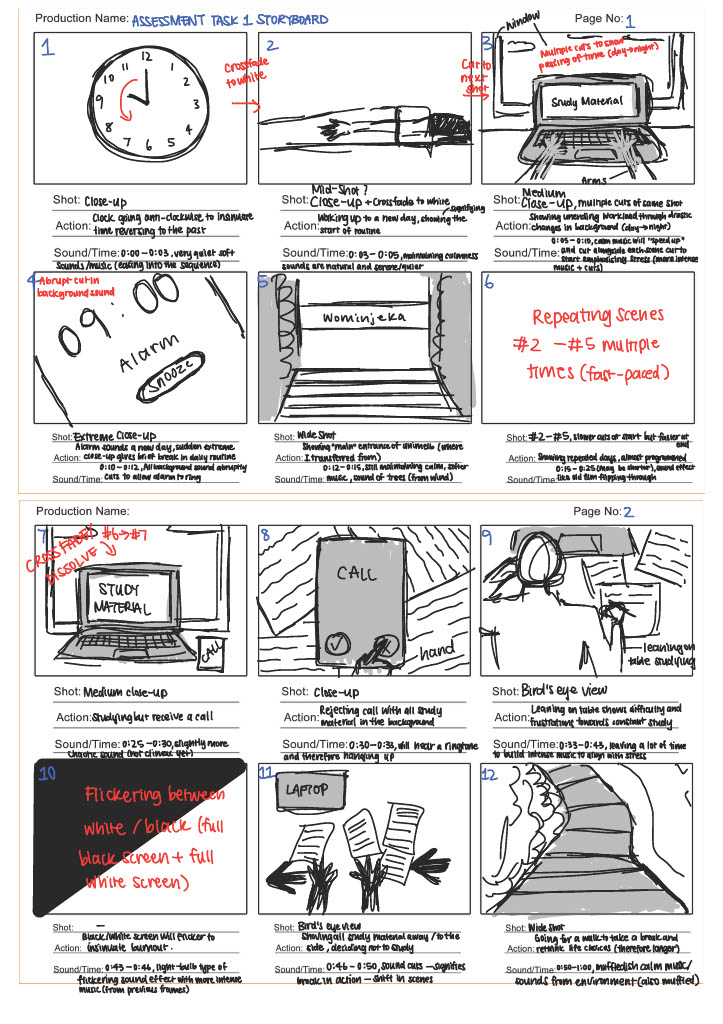 Production Name: ASSESSMENT TASK 1 STORYBOARD
Page No: 1
1
12
1
2
3
4
5
6
7
8
9
10
11
Shot: Close-up
Action: Clock going anti-clockwise, to insinuate
time reversing to the past
Sound/Time: 0:00 - 0:03, very quiet soft
sounds/music (easing into the sequence)
Crossfade
to white
2
Mid-Shot?
Shot: Close-up + Crossfade to white
Action: Waking up to a new day, showing the signifying
start of routine
Sound/Time: 0:03 - 0:05, maintaining calmness
sounds are natural and serene/quiet
Cut to
next
shot
3
window
Multiple cuts to show
passing of time (day→night)
Study Material
Arms
Medium
Shot: Close-up, multiple cuts of same shot
Action: Showing unending workload through drastic
changes in background (day→night)
Sound/Time: 0:05 - 0:10, calm music will "speed up"
and cut alongside each scene cut to
start emphasising stress (more intense
music + cuts)
4
Abrupt cut in
background sound
09:00
Alarm
Snooze
Shot: Extreme Close-up
Action: Alarm sounds a new day, sudden extreme
close-up gives brief break in daily routine
Sound/Time: 0:10 - 0:12, All background sound abruptly
cuts to allow alarm to ring
5
Wominjeka
Shot: Wide Shot
Action: Showing "main" entrance of unimelb (where
I transferred from)
Sound/Time: 0:12 - 0:15, still maintaining calm, softer
music, sound of trees (from wind)
6
Repeating Scenes
#2 - #5 multiple
times (fast-paced)
Shot: #2 - #5, slower cuts at start but faster at
end
Action: Showing repeated days, almost programmed
Sound/Time: 0:15 - 0:25 (may be shorter), sound effect
like old film flipping through
Production Name:
Page No: 2
7
CROSSFADE/ #6→#7
DISSOLVE
STUDY
MATERIAL
CALL
Shot: Medium close-up
Action: Studying but receive a call
Sound/Time: 0:25 - 0:30, slightly more
chaotic sound (not climax yet)
8
CALL
hand
Shot: Close-up
Action: Rejecting call with all study
material in the background
Sound/Time: 0:30 - 0:33, will hear a ringtone
and therefore hanging up
9
leaning on
table studying
Shot: Bird's eye view
Action: Leaning on table shows difficulty and
frustrations towards constant study
Sound/Time: 0:33 - 0:43, leaving a lot of time
to build intense music to align with stress
10
Flickering between
white / black (full
black screen + full
white screen)
Shot: —
Action: Black/white screen will flicker to
insinuate burnout.
Sound/Time: 0:43 - 0:46, light-bulb type of
flickering sound effect with more intense
music (from previous frames)
11
LAPTOP
Shot: Bird's eye view
Action: Shoving all study material away / to the
side, deciding not to study
Sound/Time: 0:46 - 0:50, sound cuts — signifies
break in action — shift in scenes
12
Shot: Wide Shot
Action: Going for a walk to take a break and
rethink life choices (therefore longer)
Sound/Time: 0:50 - 1:00, muffledish calm music/
sounds from environment (also muffled)